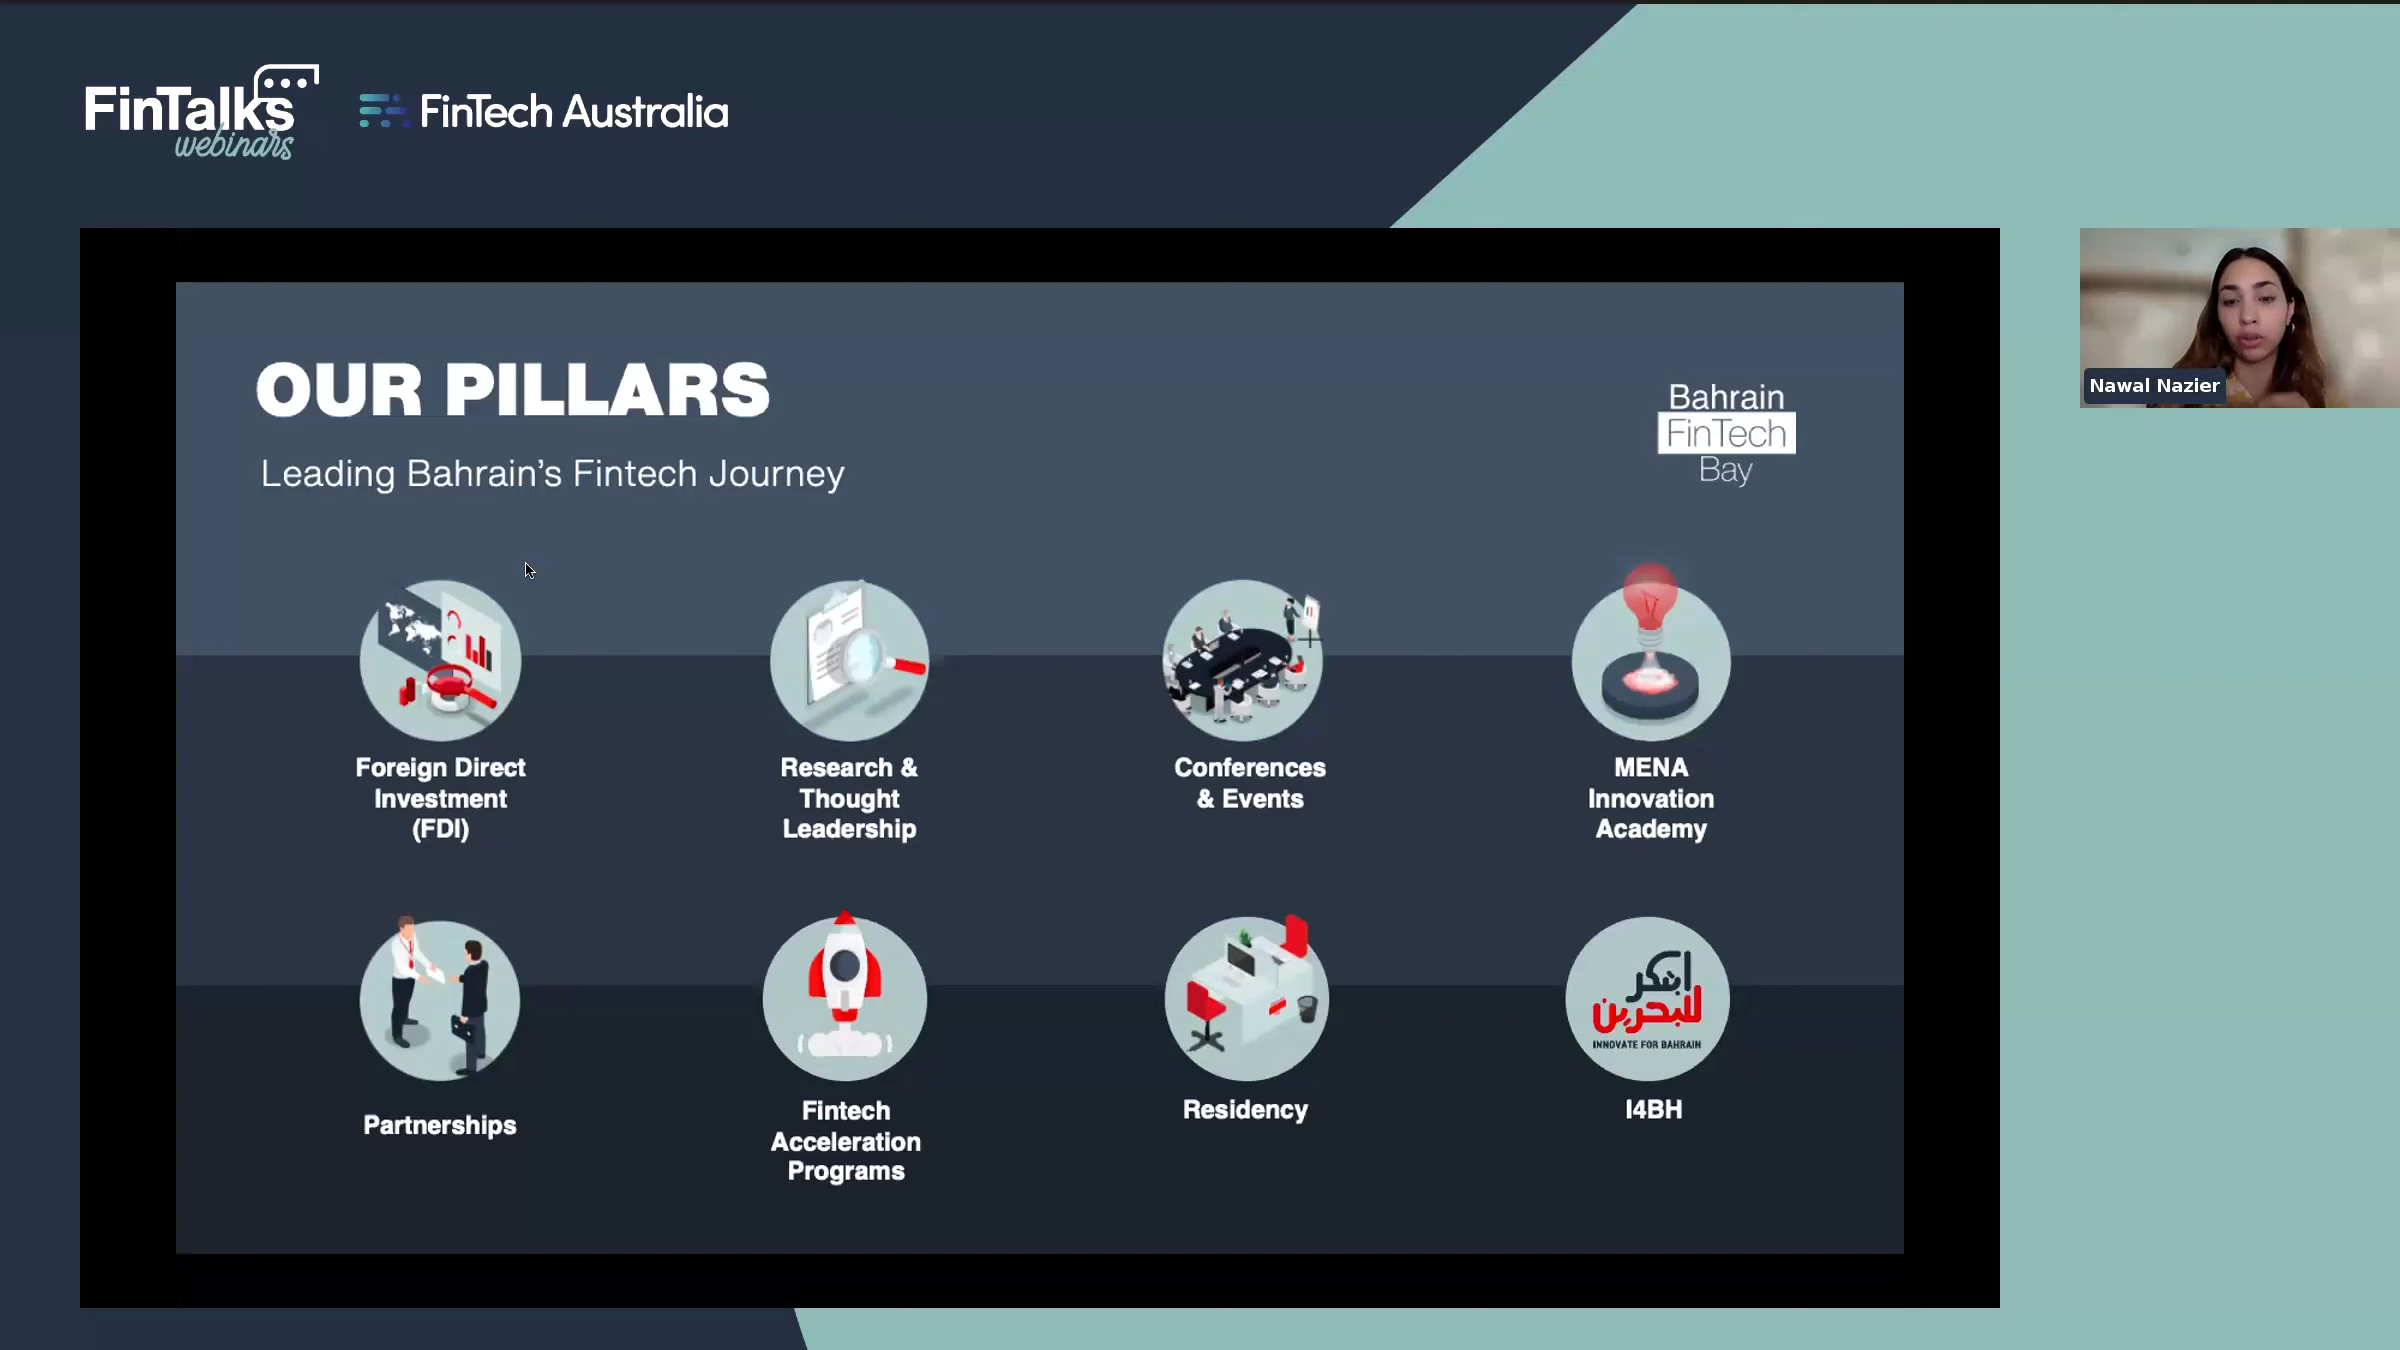 FinTalks
webinars
FinTech Australia
OUR PILLARS
Leading Bahrain's Fintech Journey
Bahrain
FinTech
Bay
Nawal Nazier
Foreign Direct
Investment
(FDI)
Research &
Thought
Leadership
Conferences
& Events
MENA
Innovation
Academy
Partnerships
Fintech
Acceleration
Programs
Residency
ابتكر
للبحرين
INNOVATE FOR BAHRAIN
I4BH